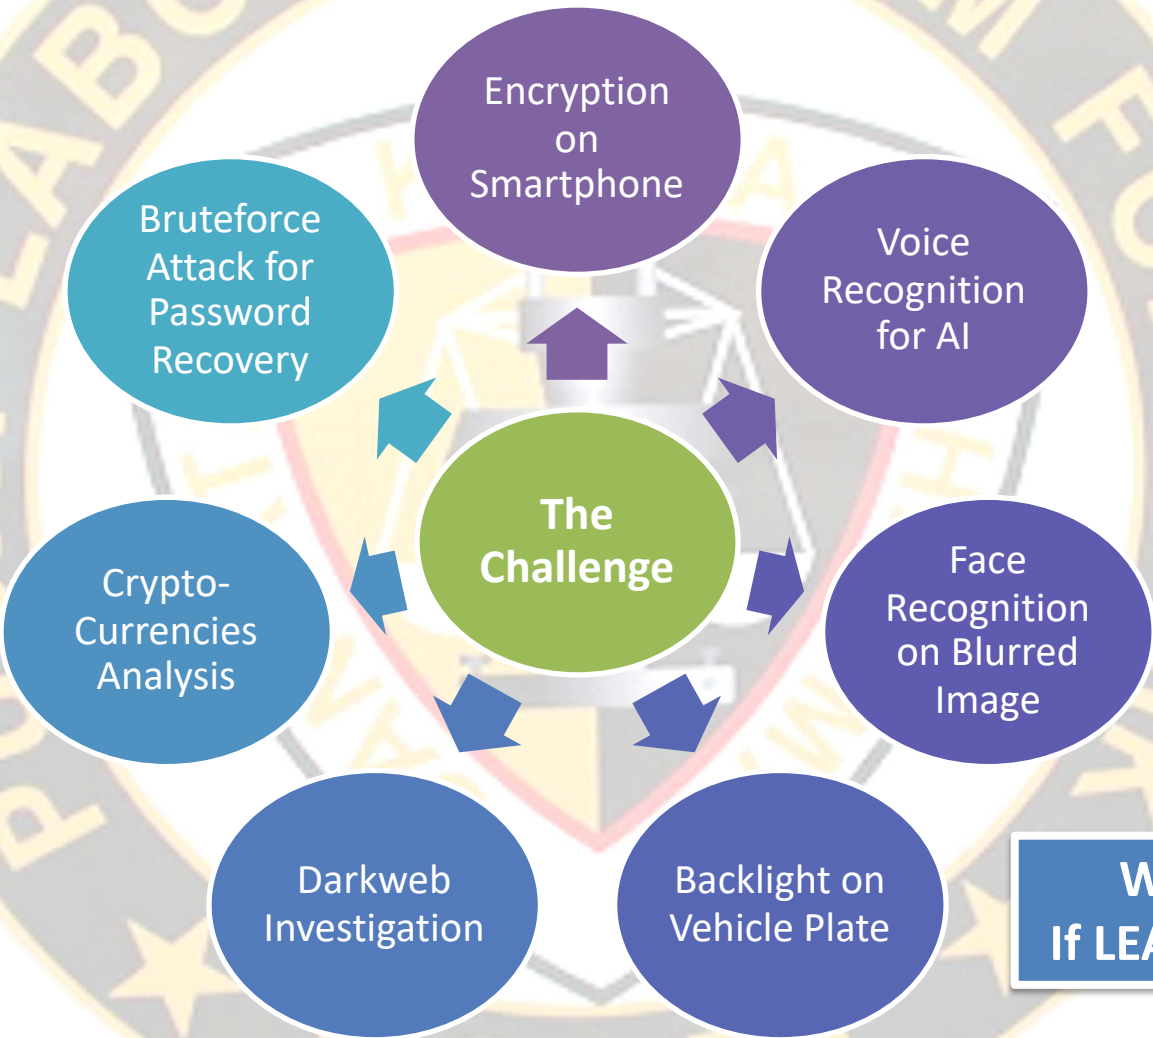 Encryption
on
Smartphone
Voice
Recognition
for AI
Face
Recognition
on Blurred
Image
Backlight on
Vehicle Plate
Darkweb
Investigation
Crypto-
Currencies
Analysis
Bruteforce
Attack for
Password
Recovery
The
Challenge
If